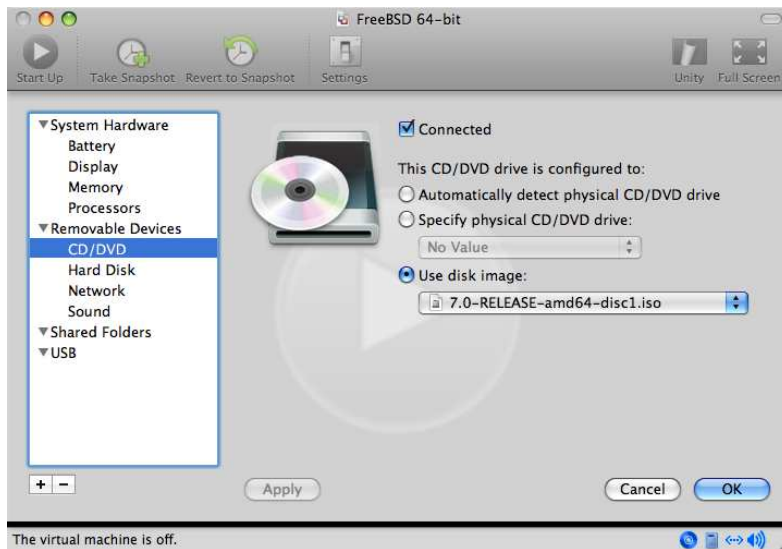 FreeBSD 64-bit
Start Up Take Snapshot Revert to Snapshot Settings Unity Full Screen
System Hardware
Battery
Display
Memory
Processors
Removable Devices
CD/DVD
Hard Disk
Network
Sound
Shared Folders
USB
Connected
This CD/DVD drive is configured to:
Automatically detect physical CD/DVD drive
Specify physical CD/DVD drive:
No Value
Use disk image:
7.0-RELEASE-amd64-disc1.iso
+ −
Apply
Cancel
OK
The virtual machine is off.